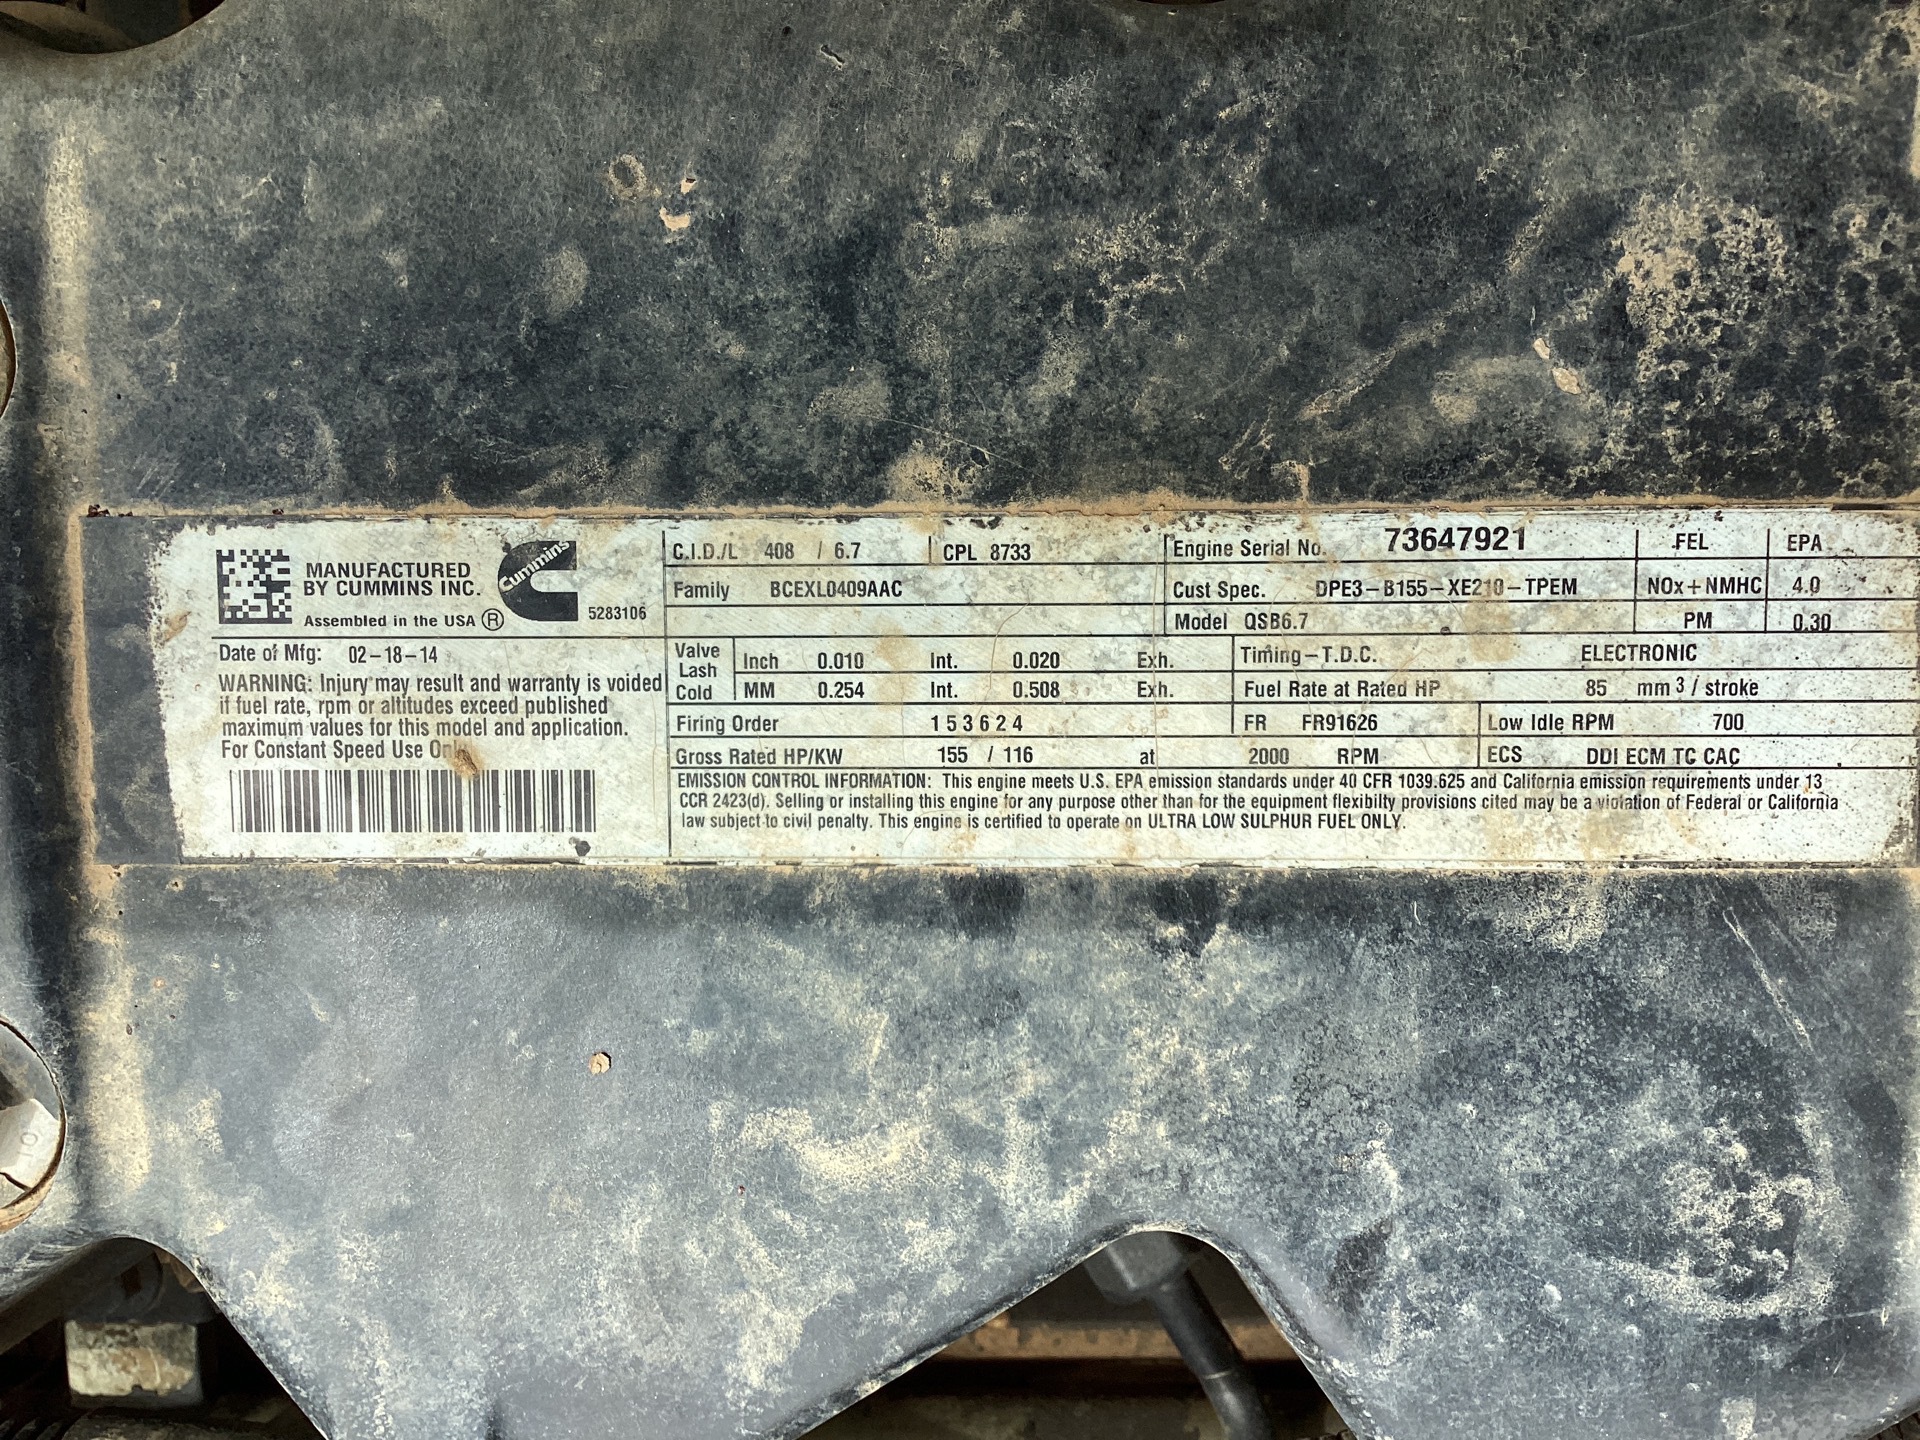 MANUFACTURED
BY CUMMINS INC.
Assembled in the USA ®
Cummins
5283106
Date of Mfg: 02-18-14
WARNING: Injury may result and warranty is voided
if fuel rate, rpm or altitudes exceed published
maximum values for this model and application.
For Constant Speed Use Only
C.I.D./L 408 / 6.7 CPL 8733
Family BCEXL0409AAC
Engine Serial No. 73647921 FEL EPA
Cust Spec. DPE3-B155-XE210-TPEM NOx+NMHC 4.0
Model QSB6.7 PM 0.30
Valve Lash Cold
Inch 0.010 Int. 0.020 Exh.
MM 0.254 Int. 0.508 Exh.
Timing-T.D.C. ELECTRONIC
Fuel Rate at Rated HP 85 mm3 / stroke
Firing Order 1 5 3 6 2 4 FR FR91626 Low Idle RPM 700
Gross Rated HP/KW 155 / 116 at 2000 RPM ECS DDI ECM TC CAC
EMISSION CONTROL INFORMATION: This engine meets U.S. EPA emission standards under 40 CFR 1039.625 and California emission requirements under 13
CCR 2423(d). Selling or installing this engine for any purpose other than for the equipment flexibilty provisions cited may be a violation of Federal or California
law subject to civil penalty. This engine is certified to operate on ULTRA LOW SULPHUR FUEL ONLY.
10